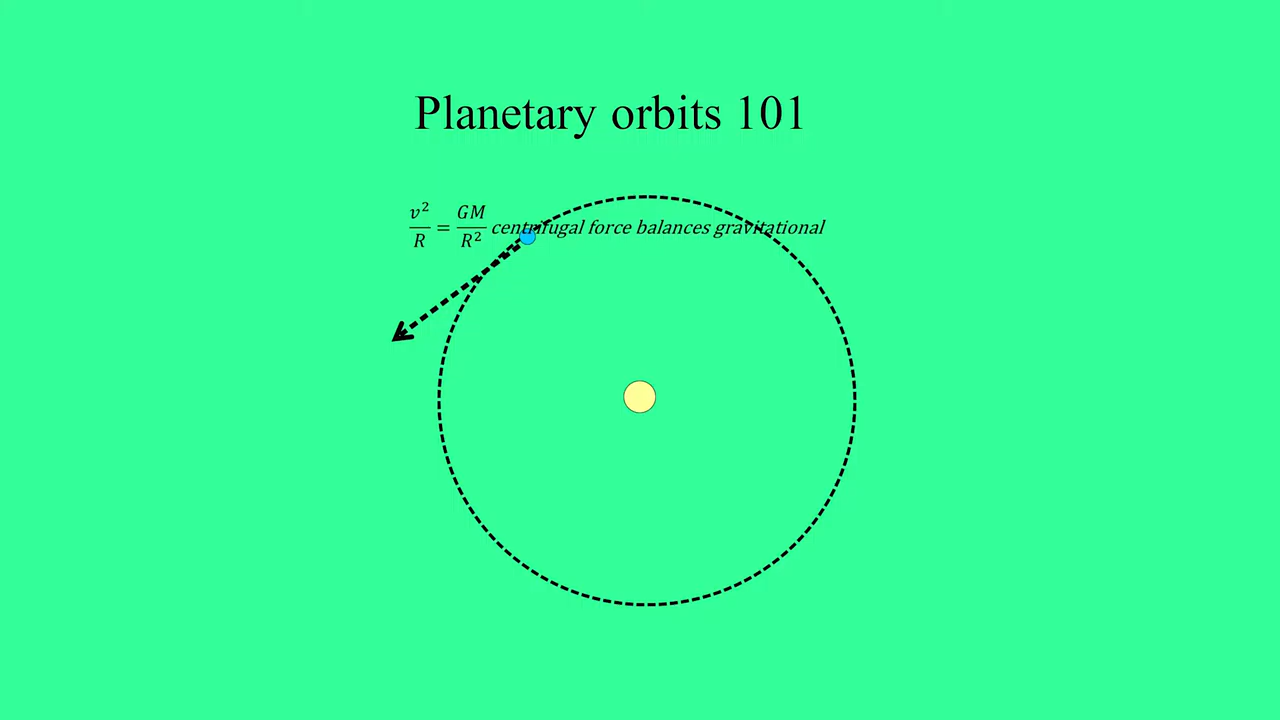 Planetary orbits 101
v²/R = GM/R² centrifugal force balances gravitational